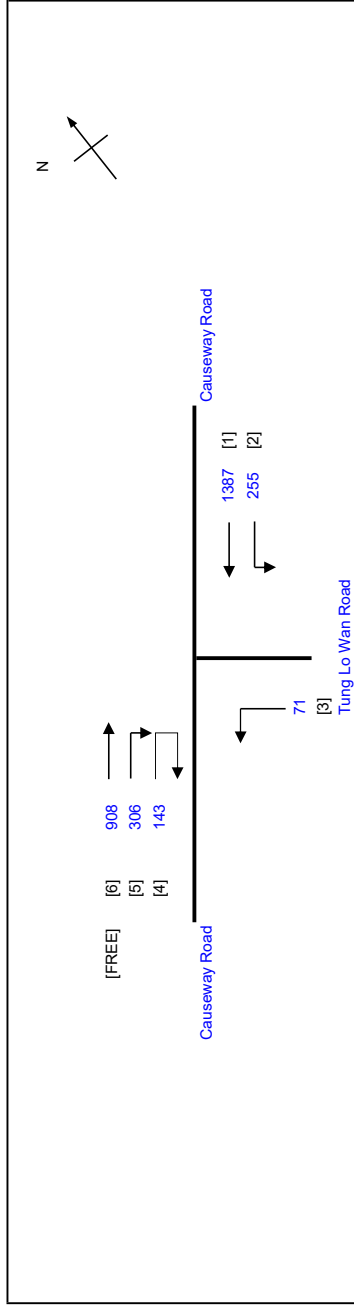 N
[FREE] [6] 908
[5] 306
[4] 143
Causeway Road
Causeway Road
1387 [1]
255 [2]
71
[3]
Tung Lo Wan Road